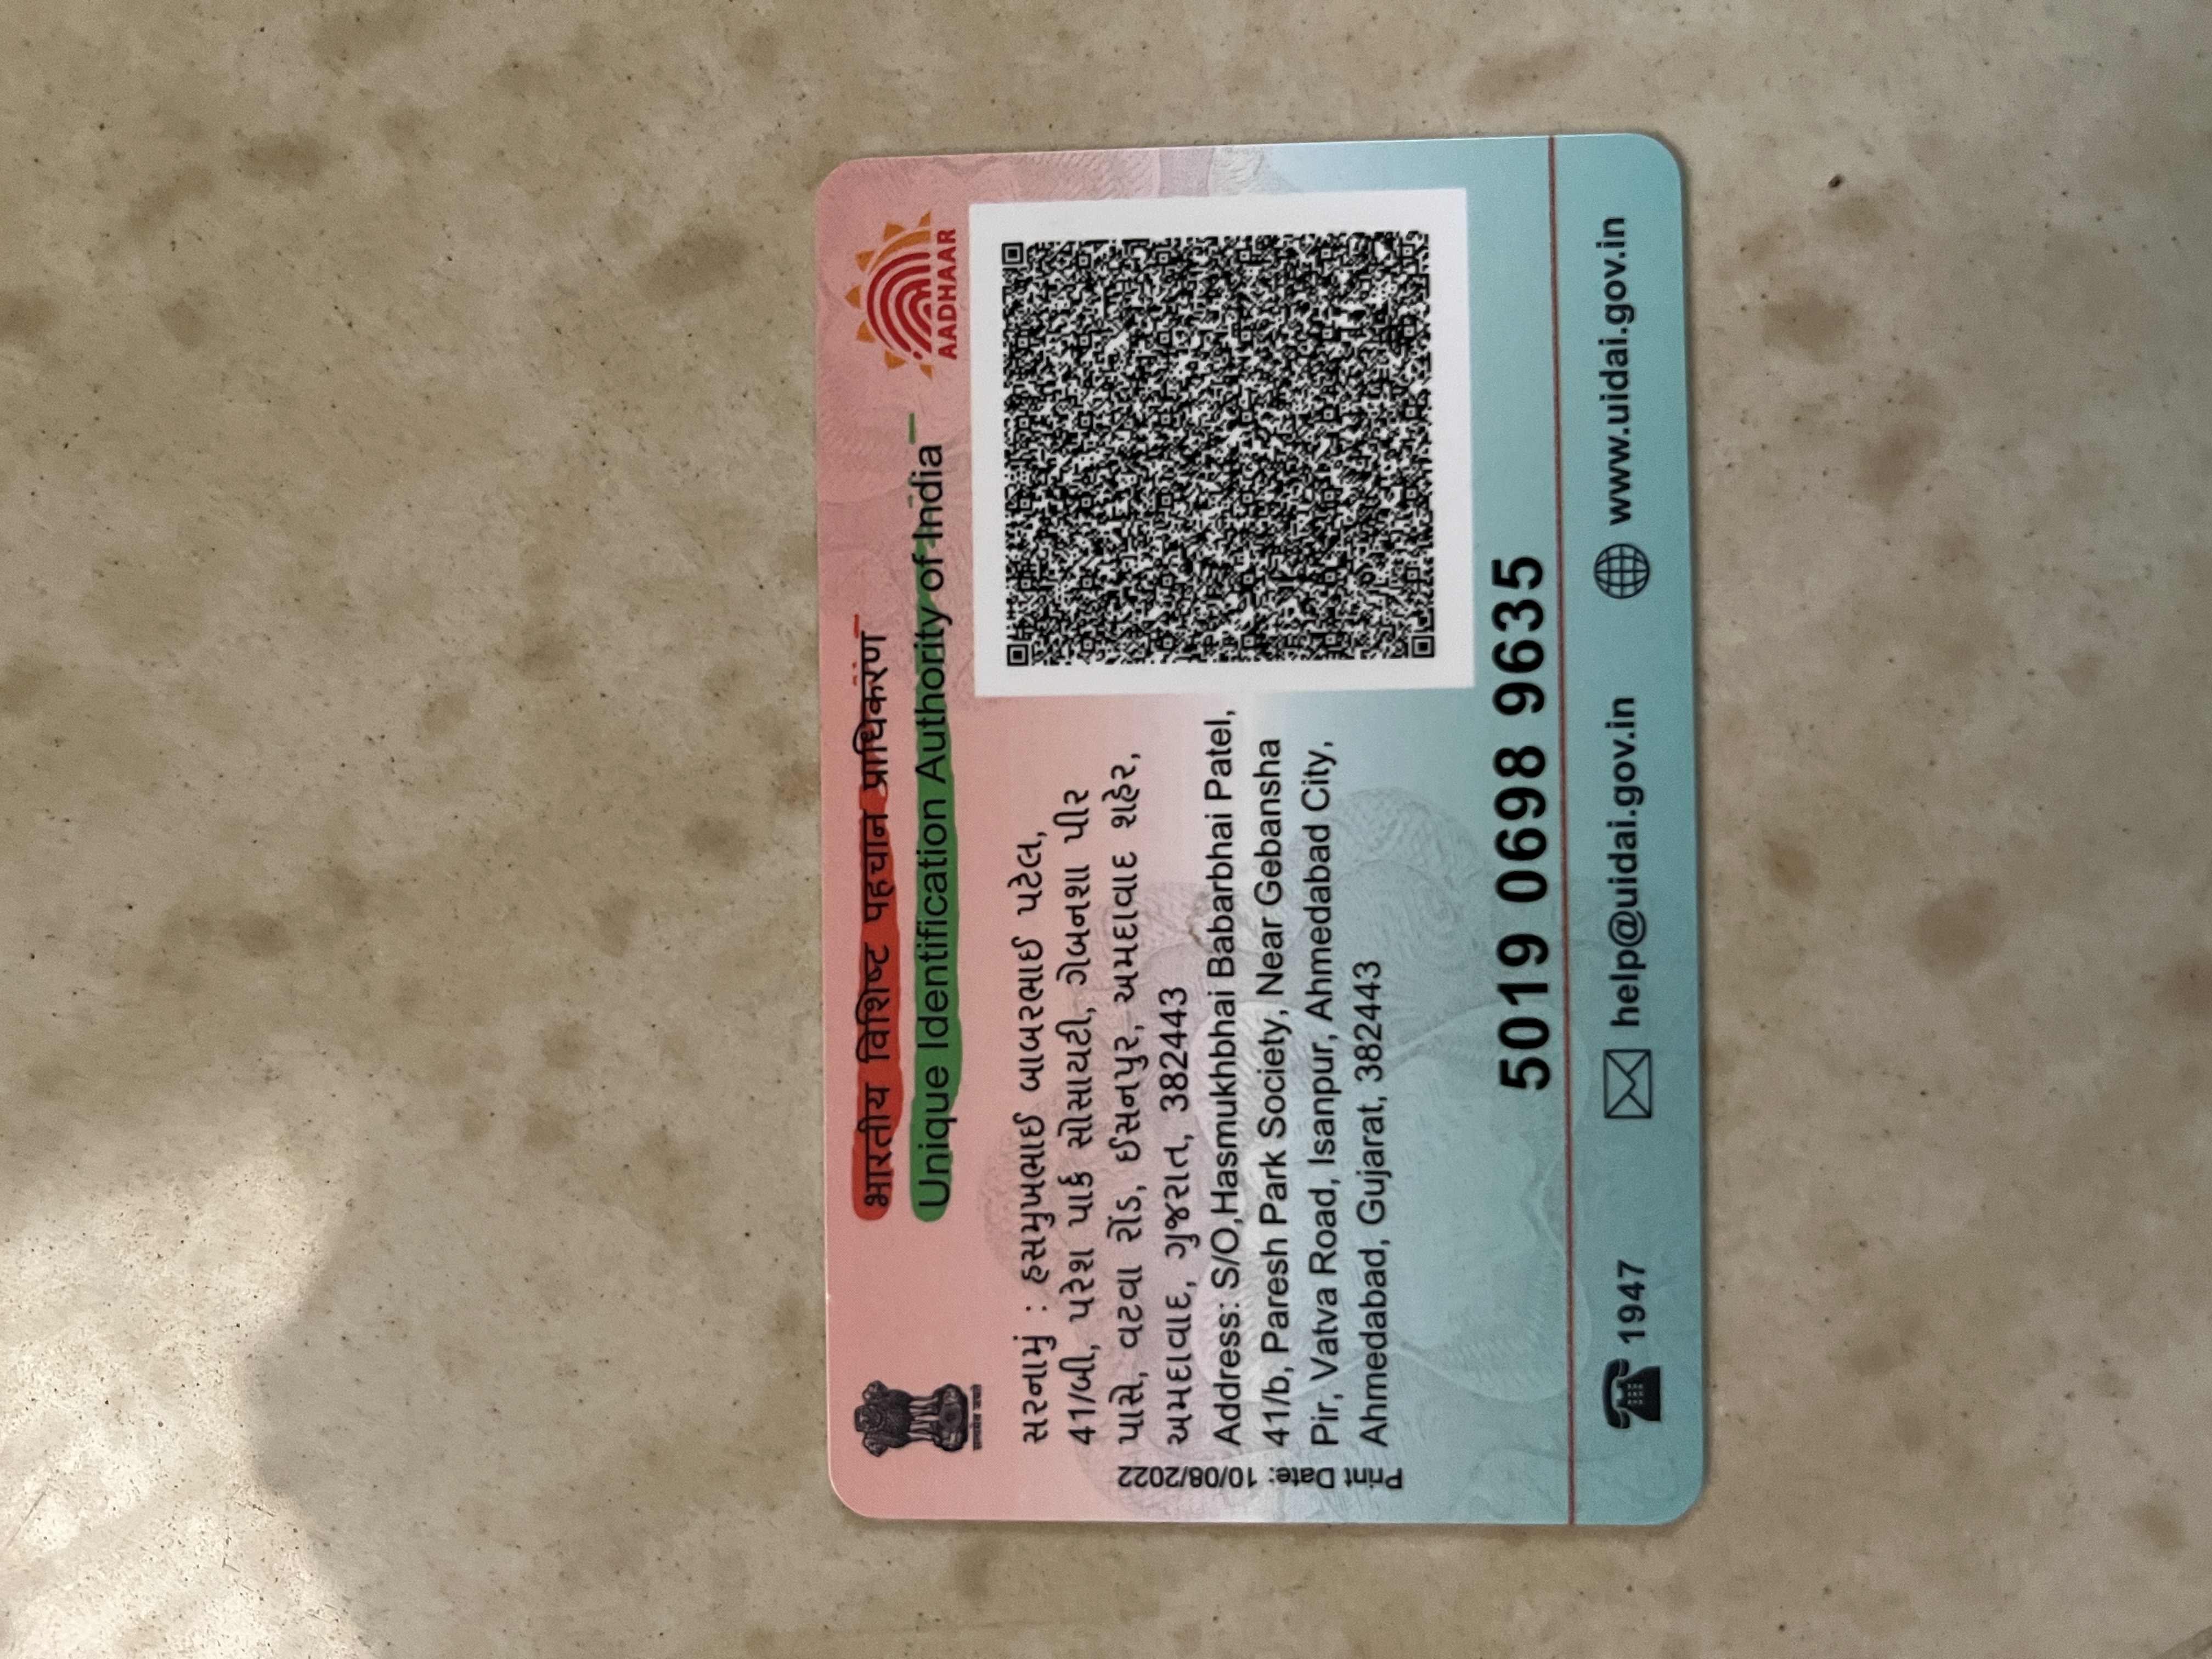 भारतीय विशिष्ट पहचान प्राधिकरण
Unique Identification Authority of India
AADHAAR
સરનામું : હસમુખભાઈ બાબરભાઈ પટેલ,
41/બી, પરેશ પાર્ક સોસાયટી, ગેબનશા પીર
પાસે, વટવા રોંડ, ઈસનપુર, અમદાવાદ શહેર,
અમદાવાદ, ગુજરાત, 382443
Address: S/O,Hasmukhbhai Babarbhai Patel,
41/b, Paresh Park Society, Near Gebansha
Pir, Vatva Road, Isanpur, Ahmedabad City,
Ahmedabad, Gujarat, 382443
Print Date: 10/08/2022
5019 0698 9635
1947
help@uidai.gov.in
www.uidai.gov.in